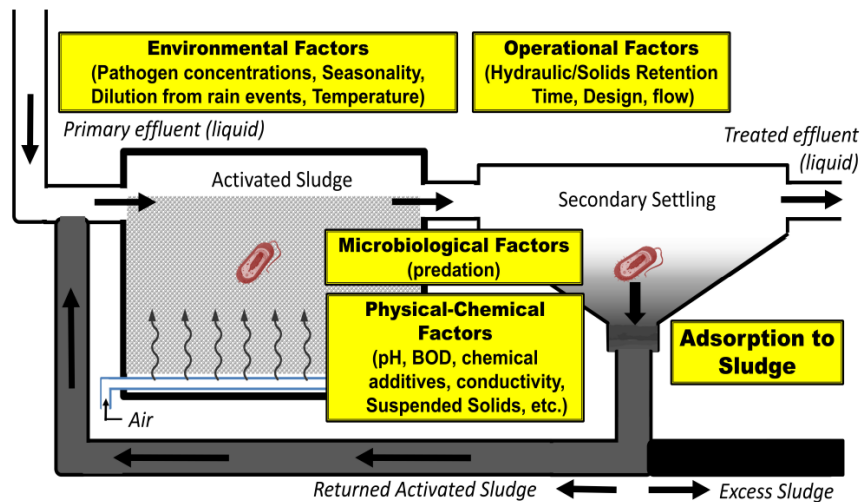 Environmental Factors
(Pathogen concentrations, Seasonality,
Dilution from rain events, Temperature)
Operational Factors
(Hydraulic/Solids Retention
Time, Design, flow)
Primary effluent (liquid)
Treated effluent
(liquid)
Activated Sludge
Secondary Settling
Microbiological Factors
(predation)
Physical-Chemical
Factors
(pH, BOD, chemical
additives, conductivity,
Suspended Solids, etc.)
Adsorption to
Sludge
Air
Returned Activated Sludge
Excess Sludge